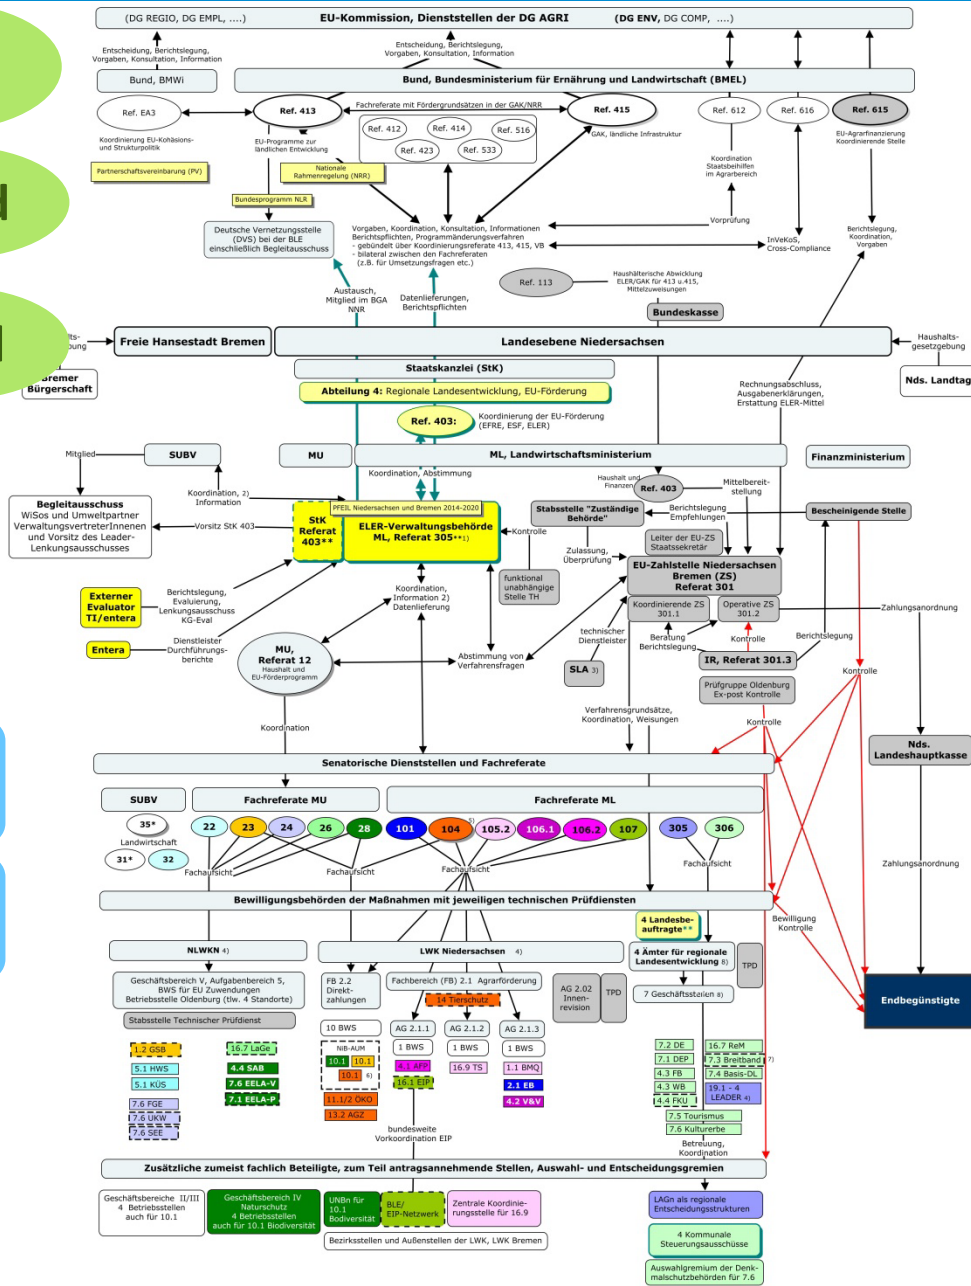 (DG REGIO, DG EMPL, ....)
EU-Kommission, Dienststellen der DG AGRI
(DG ENV, DG COMP, ....)
Entscheidung, Berichtslegung,
Vorgaben, Konsultation, Information
Entscheidung, Berichtslegung,
Vorgaben, Konsultation, Information
Bund, BMWi
Bund, Bundesministerium für Ernährung und Landwirtschaft (BMEL)
Ref. EA3
Ref. 413
Fachreferate mit Fördergrundsätzen in der GAK/NRR
Ref. 412
Ref. 414
Ref. 516
Ref. 423
Ref. 533
Ref. 415
Ref. 612
Ref. 616
Ref. 615
Koordinierung EU-Kohäsions-
und Strukturpolitik
EU-Programme zur
ländlichen Entwicklung
GAK, ländliche Infrastruktur
EU-Agrarfinanzierung
Koordinierende Stelle
Partnerschaftsvereinbarung (PV)
Nationale
Rahmenregelung (NRR)
Koordination
Staatsbeihilfen
im Agrarbereich
Bundesprogramm NLR
Deutsche Vernetzungsstelle
(DVS) bei der BLE
einschließlich Begleitausschuss
Vorgaben, Koordination, Konsultation, Informationen
Berichtspflichten, Programmänderungsverfahren
- gebündelt über Koordinierungsreferate 413, 415, VB
- bilateral zwischen den Fachreferaten
(z.B. für Umsetzungsfragen etc.)
Vorprüfung
InVeKoS,
Cross-Compliance
Berichtslegung,
Koordination,
Vorgaben
Ref. 113
Haushälterische Abwicklung
ELER/GAK für 413 u.415,
Mittelzuweisungen
Austausch,
Mitglied im BGA
NNR
Datenlieferungen,
Berichtspflichten
Bundeskasse
Freie Hansestadt Bremen
Landesebene Niedersachsen
Haushalts-
gesetzgebung
Bremer
Bürgerschaft
Nds. Landtag
Staatskanzlei (StK)
Abteilung 4: Regionale Landesentwicklung, EU-Förderung
Ref. 403:
Koordinierung der EU-Förderung
(EFRE, ESF, ELER)
Rechnungsabschluss,
Ausgabenerklärungen,
Erstattung ELER-Mittel
SUBV
MU
ML, Landwirtschaftsministerium
Finanzministerium
Mitglied
Koordination, 2)
Information
Koordination, Abstimmung
Haushalt und
Finanzen
Ref. 403
Mittelbereit-
stellung
Begleitausschuss
WiSos und Umweltpartner
VerwaltungsvertreterInnenen
und Vorsitz des Leader-
Lenkungsausschusses
Vorsitz StK 403
PFEIL Niedersachsen und Bremen 2014-2020
StK
Referat
403**
ELER-Verwaltungsbehörde
ML, Referat 305**1)
Kontrolle
Stabsstelle "Zuständige
Behörde"
Berichtslegung
Empfehlungen
Bescheinigende Stelle
Zulassung,
Überprüfung
Leiter der EU-ZS
Staatssekretär
funktional
unabhängige
Stelle TH
EU-Zahlstelle Niedersachsen
Bremen (ZS)
Referat 301
Koordinierende ZS
301.1
Operative ZS
301.2
Zahlungsanordnung
Externer
Evaluator
TI/entera
Berichtslegung,
Evaluierung,
Lenkungsausschuss
KG-Eval
Koordination,
Information 2)
Datenlieferung
Entera
Dienstleister
Durchführungs-
berichte
MU,
Referat 12
Haushalt und
EU-Förderprogramm
Abstimmung von
Verfahrensfragen
technischer
Dienstleister
Beratung
Berichtslegung
Kontrolle
Berichtslegung
SLA 3)
IR, Referat 301.3
Kontrolle
Prüfgruppe Oldenburg
Ex-post Kontrolle
Verfahrensgrundsätze,
Koordination, Weisungen
Koordination
Kontrolle
Nds.
Landeshauptkasse
Senatorische Dienststellen und Fachreferate
SUBV
Fachreferate MU
Fachreferate ML
35*
22
23
24
26
28
101
104
5)
105.2
106.1
106.2
107
305
306
Landwirtschaft
31*
32
Fachaufsicht
Fachaufsicht
Fachaufsicht
Fachaufsicht
Zahlungsanordnung
Bewilligungsbehörden der Maßnahmen mit jeweiligen technischen Prüfdiensten
Bewilligung
Kontrolle
4 Landesbe-
auftragte**
NLWKN 4)
LWK Niedersachsen 4)
4 Ämter für regionale
Landesentwicklung 8)
TPD
Geschäftsbereich V, Aufgabenbereich 5,
BWS für EU Zuwendungen
Betriebsstelle Oldenburg (tlw. 4 Standorte)
FB 2.2
Direkt-
zahlungen
Fachbereich (FB) 2.1 Agrarförderung
14 Tierschutz
AG 2.02
Innen-
revision
TPD
7 Geschäftsstellen 8)
Endbegünstigte
Stabsstelle Technischer Prüfdienst
10 BWS
AG 2.1.1
AG 2.1.2
AG 2.1.3
1 BWS
1 BWS
1 BWS
1.2 GSB
16.7 LaGe
5.1 HWS
4.4 SAB
5.1 KÜS
7.6 EELA-V
7.6 FGE
7.1 EELA-P
7.6 UKW
7.6 SEE
NiB-AUM
10.1
10.1
10.1
6)
11.1/2 ÖKO
13.2 AGZ
4.1 AFP
16.1 EIP
16.9 TS
1.1 BMQ
2.1 EB
4.2 V&V
7.2 DE
16.7 ReM
7.1 DEP
7.3 Breitband 7)
4.3 FB
7.4 Basis-DL
4.3 WB
19.1 - 4
LEADER 4)
4.4 FKU
7.5 Tourismus
7.6 Kulturerbe
bundesweite
Vorkoordination EIP
Betreuung,
Koordination
Zusätzliche zumeist fachlich Beteiligte, zum Teil antragsannehmende Stellen, Auswahl- und Entscheidungsgremien
Geschäftsbereiche II/III
4 Betriebsstellen
auch für 10.1
Geschäftsbereich IV
Naturschutz
4 Betriebsstellen
auch für 10.1 Biodiversität
UNBn für
10.1
Biodiversität
BLE/
EIP-Netzwerk
Zentrale Koordinie-
rungsstelle für 16.9
LAGn als regionale
Entscheidungsstrukturen
Bezirksstellen und Außenstellen der LWK, LWK Bremen
4 Kommunale
Steuerungsausschüsse
Auswahlgremium der Denk-
malschutzbehörden für 7.6